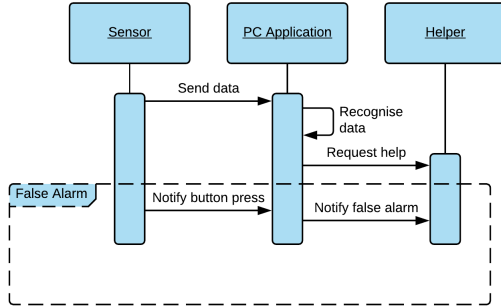 Sensor
PC Application
Helper
Send data
Recognise
data
Request help
False Alarm
Notify button press
Notify false alarm